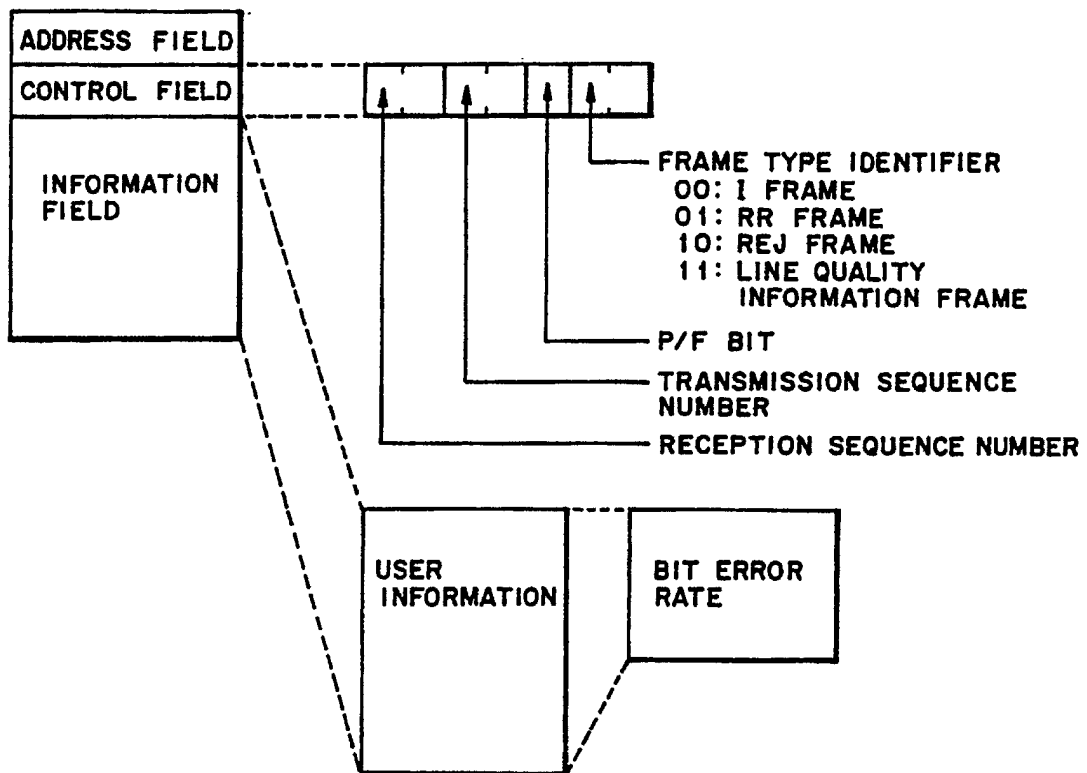 ADDRESS FIELD
CONTROL FIELD
INFORMATION
FIELD
FRAME TYPE IDENTIFIER
00: I FRAME
01: RR FRAME
10: REJ FRAME
11: LINE QUALITY
INFORMATION FRAME
P/F BIT
TRANSMISSION SEQUENCE
NUMBER
RECEPTION SEQUENCE NUMBER
USER
INFORMATION
BIT ERROR
RATE